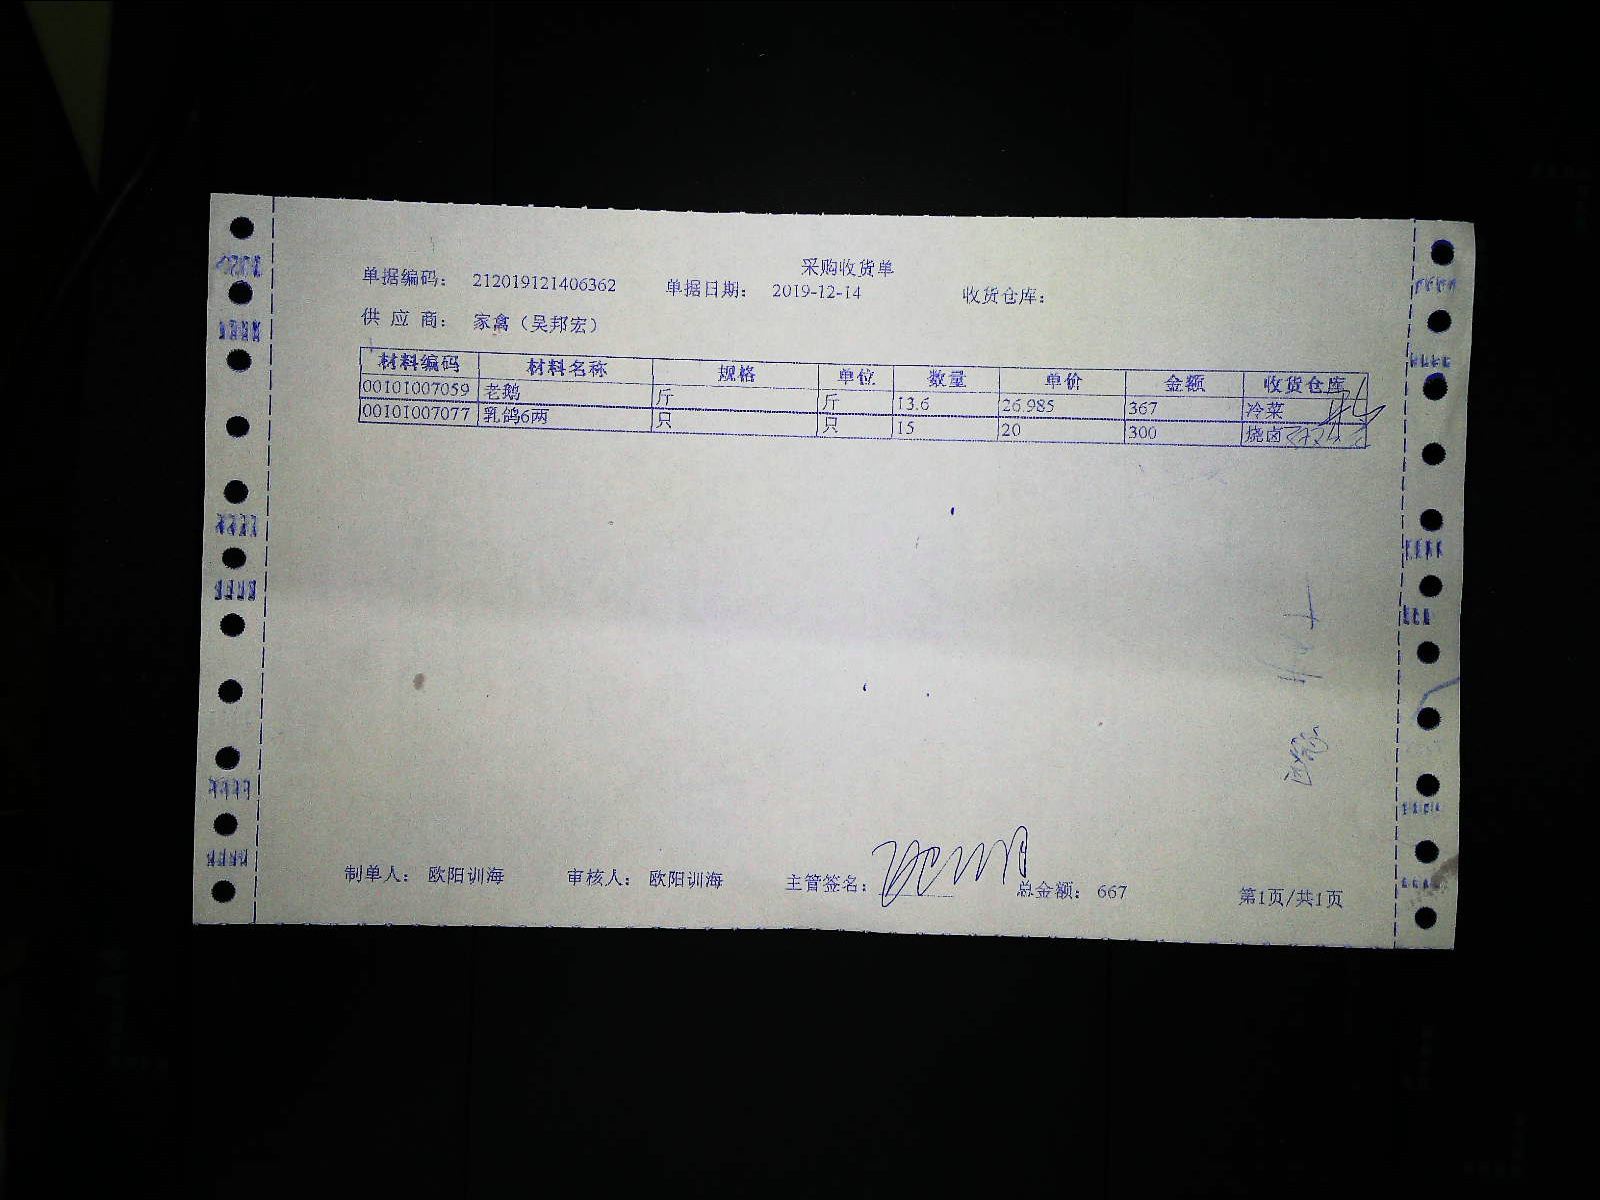 采购收货单
单据编码: 212019121406362 单据日期: 2019-12-14 收货仓库:
供 应 商: 家禽（吴邦宏）
材料编码 材料名称 规格 单位 数量 单价 金额 收货仓库
00101007059 老鹅 斤 斤 13.6 26.985 367 冷菜
00101007077 乳鸽6两 只 只 15 20 300 烧卤
制单人: 欧阳训海 审核人: 欧阳训海 主管签名: 总金额: 667 第1页/共1页